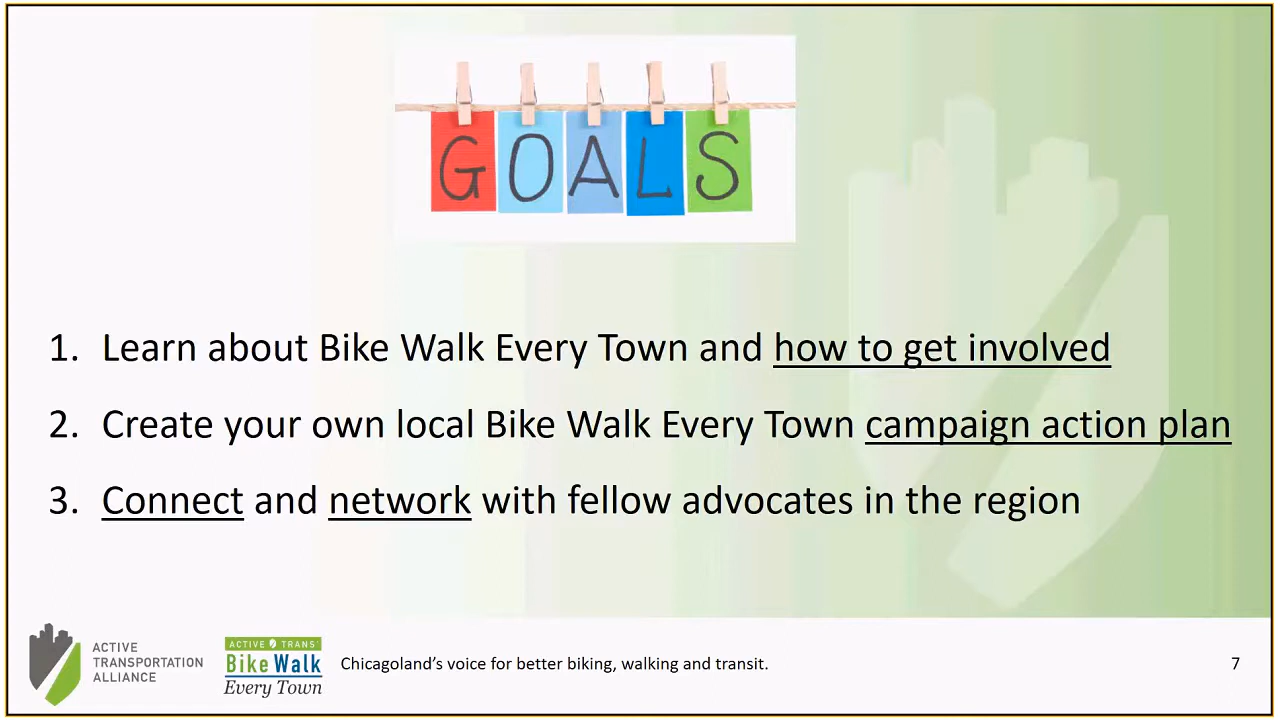 GOALS
1. Learn about Bike Walk Every Town and how to get involved
2. Create your own local Bike Walk Every Town campaign action plan
3. Connect and network with fellow advocates in the region
ACTIVE
TRANSPORTATION
ALLIANCE
ACTIVE TRANS'
Bike Walk
Every Town
Chicagoland's voice for better biking, walking and transit.
7